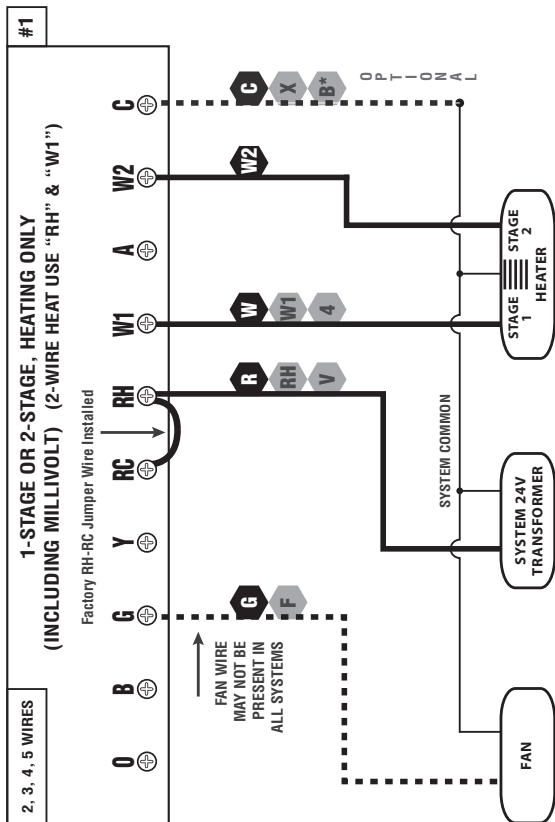 2, 3, 4, 5 WIRES
#1
1-STAGE OR 2-STAGE, HEATING ONLY
(INCLUDING MILLIVOLT) (2-WIRE HEAT USE “RH” & “W1”)
Factory RH-RC Jumper Wire Installed
O B G Y RC RH W1 A W2 C
FAN WIRE
MAY NOT BE
PRESENT IN
ALL SYSTEMS
G
F
R
RH
V
W
W1
4
W2
C
X
B*
OPTIONAL
SYSTEM COMMON
FAN
SYSTEM 24V
TRANSFORMER
STAGE
1
STAGE
2
HEATER